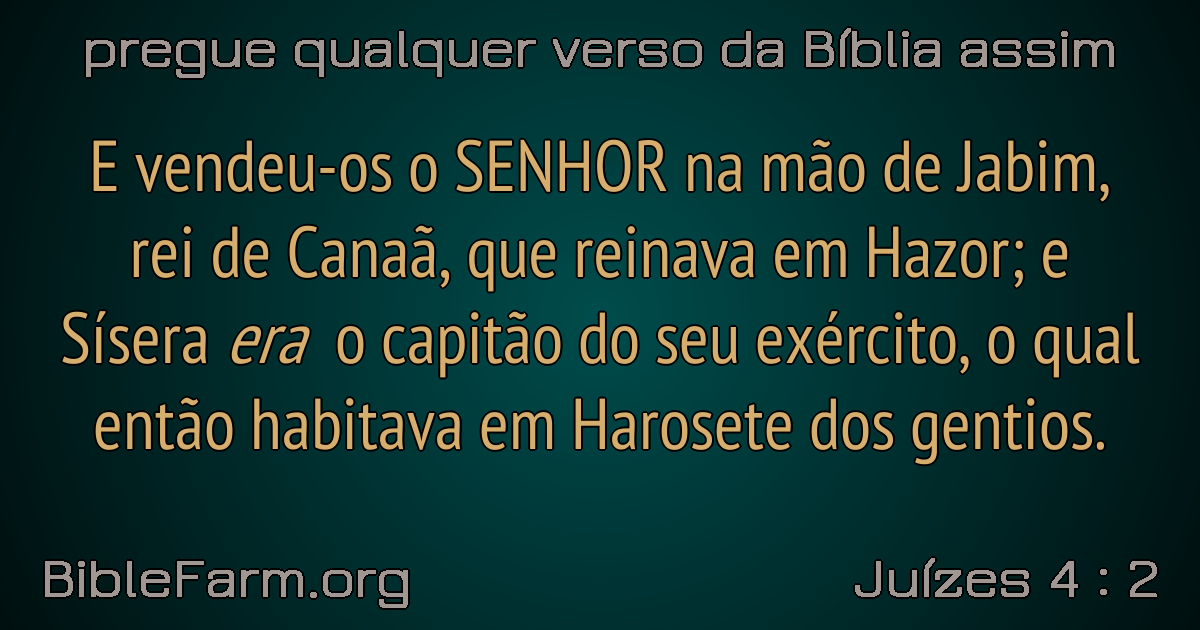 pregue qualquer verso da Bíblia assim
E vendeu-os o SENHOR na mão de Jabim,
rei de Canaã, que reinava em Hazor; e
Sísera era o capitão do seu exército, o qual
então habitava em Harosete dos gentios.
BibleFarm.org
Juízes 4 : 2